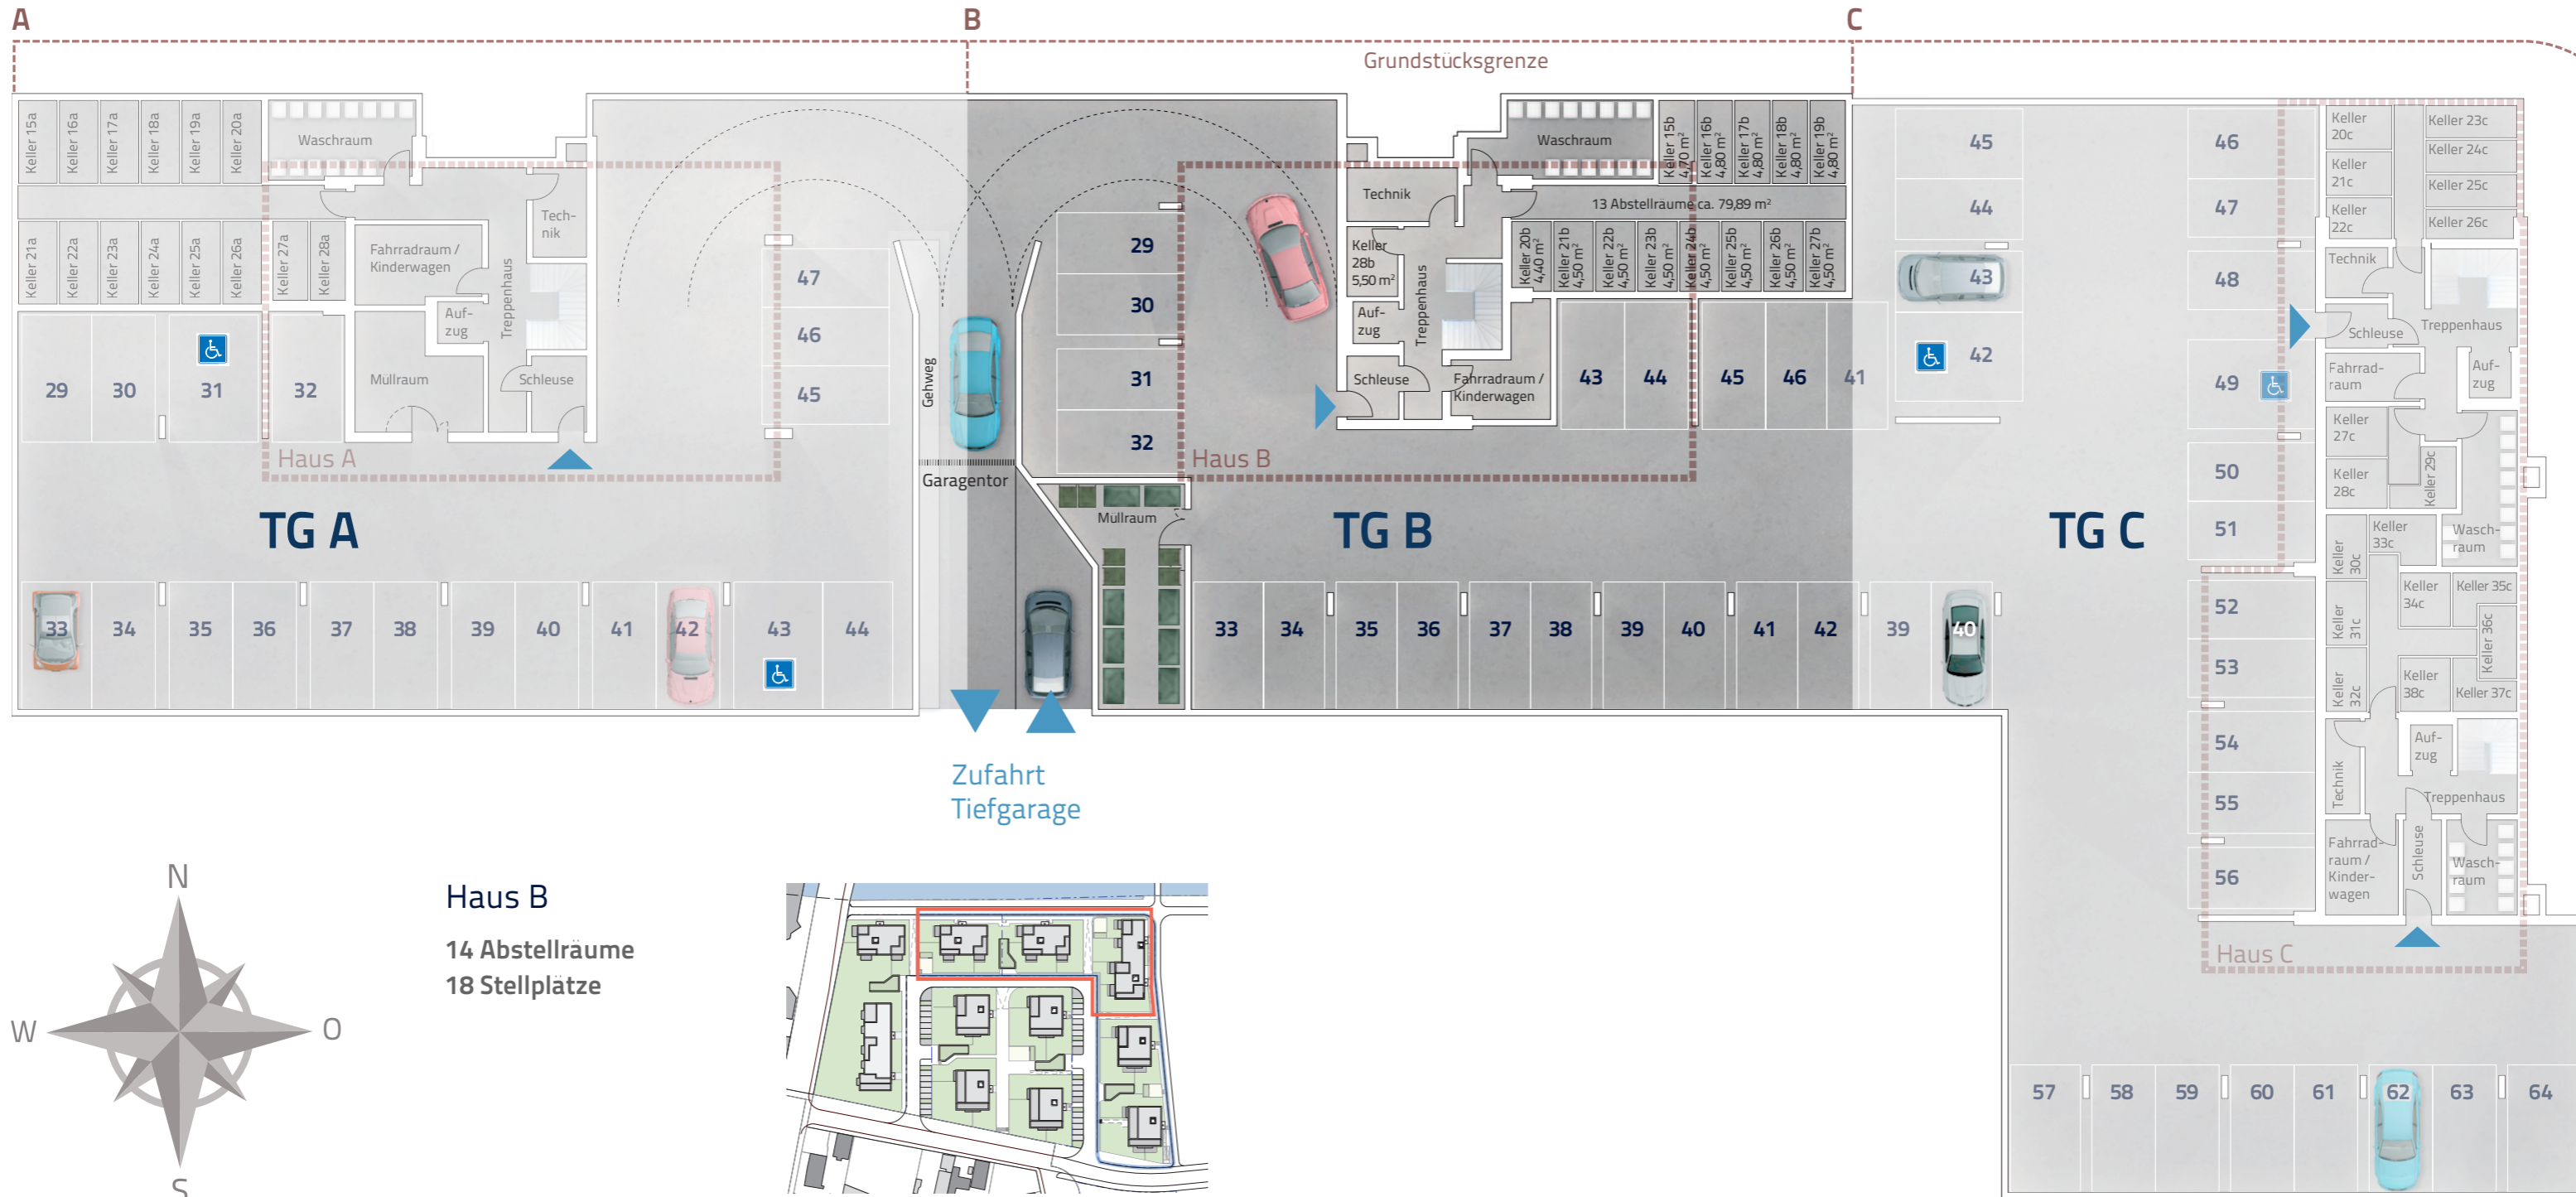 A
B
C
Grundstücksgrenze
Keller 15a
Keller 16a
Keller 17a
Keller 18a
Keller 19a
Keller 20a
Waschraum
Tech-
nik
Keller 21a
Keller 22a
Keller 23a
Keller 24a
Keller 25a
Keller 26a
Keller 27a
Keller 28a
Fahrradraum /
Kinderwagen
Auf-
zug
Treppenhaus
Müllraum
Schleuse
29
30
31
32
47
46
45
Haus A
TG A
33
34
35
36
37
38
39
40
41
42
43
44
Gehweg
Garagentor
Zufahrt
Tiefgarage
29
30
31
32
Müllraum
Technik
Keller
28b
5,50 m²
Auf-
zug
Schleuse
Treppenhaus
Fahrradraum /
Kinderwagen
Waschraum
Keller 15b
4,70 m²
Keller 16b
4,80 m²
Keller 17b
4,80 m²
Keller 18b
4,80 m²
Keller 19b
4,80 m²
13 Abstellräume ca. 79,89 m²
Keller 20b
4,40 m²
Keller 21b
4,50 m²
Keller 22b
4,50 m²
Keller 23b
4,50 m²
Keller 24b
4,50 m²
Keller 25b
4,50 m²
Keller 26b
4,50 m²
Keller 27b
4,50 m²
43
44
45
46
Haus B
TG B
33
34
35
36
37
38
39
40
41
42
45
44
43
42
41
39
40
TG C
46
47
48
49
50
51
52
53
54
55
56
Keller
20c
Keller
21c
Keller
22c
Keller 23c
Keller 24c
Keller 25c
Keller 26c
Technik
Schleuse
Treppenhaus
Fahrrad-
raum
Auf-
zug
Keller
27c
Keller
28c
Keller 29c
Wasch-
raum
Keller
30c
Keller
33c
Keller
31c
Keller
34c
Keller 35c
Keller 36c
Keller
32c
Keller
38c
Keller 37c
Technik
Auf-
zug
Treppenhaus
Fahrrad-
raum /
Kinder-
wagen
Schleuse
Wasch-
raum
Haus C
57
58
59
60
61
62
63
64
N
W
O
S
Haus B
14 Abstellräume
18 Stellplätze